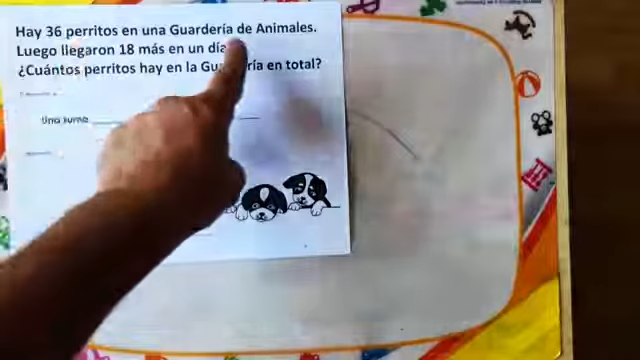 Hay 36 perritos en una Guardería de Animales.
Luego llegaron 18 más en un día
¿Cuántos perritos hay en la Gua ría en total?
Una suma